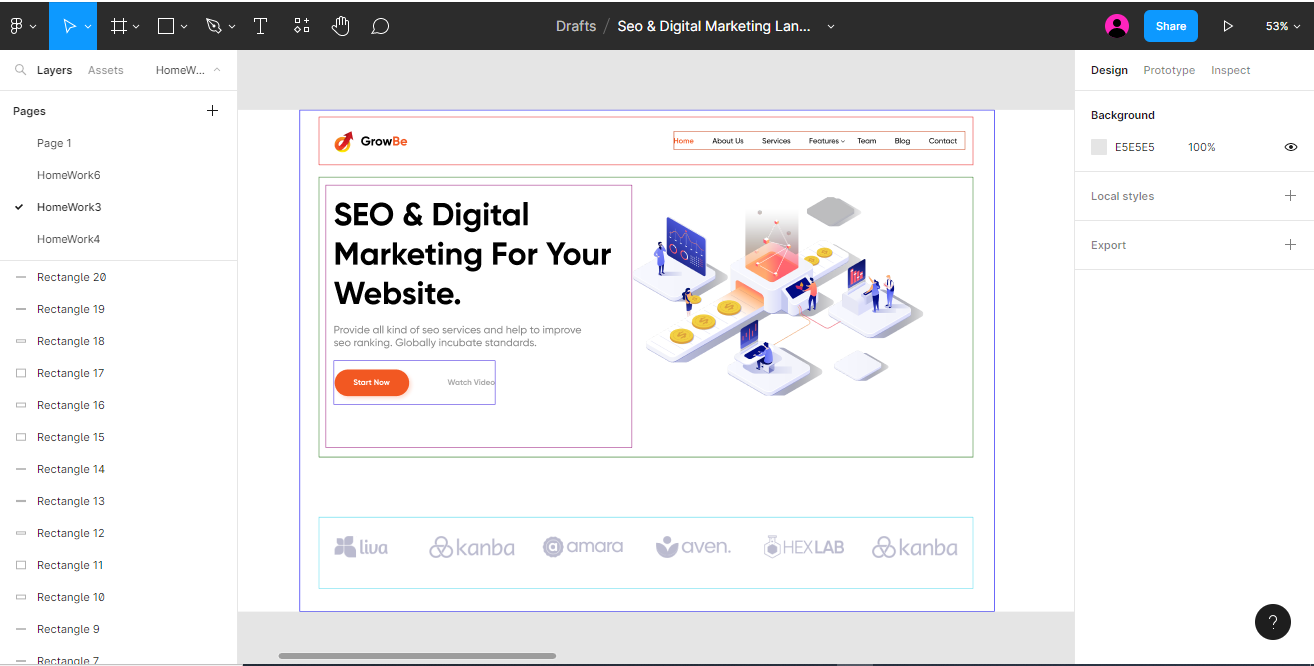 Drafts / Seo & Digital Marketing Lan...
Share
53%
Layers Assets HomeW...
Pages
Page 1
HomeWork6
HomeWork3
HomeWork4
Rectangle 20
Rectangle 19
Rectangle 18
Rectangle 17
Rectangle 16
Rectangle 15
Rectangle 14
Rectangle 13
Rectangle 12
Rectangle 11
Rectangle 10
Rectangle 9
Rectangle 7
GrowBe
Home About Us Services Features Team Blog Contact
SEO & Digital
Marketing For Your
Website.
Provide all kind of seo services and help to improve
seo ranking. Globally incubate standards.
Start Now Watch Video
liva kanba amara aven. HEXLAB kanba
Design Prototype Inspect
Background
E5E5E5 100%
Local styles
Export
?